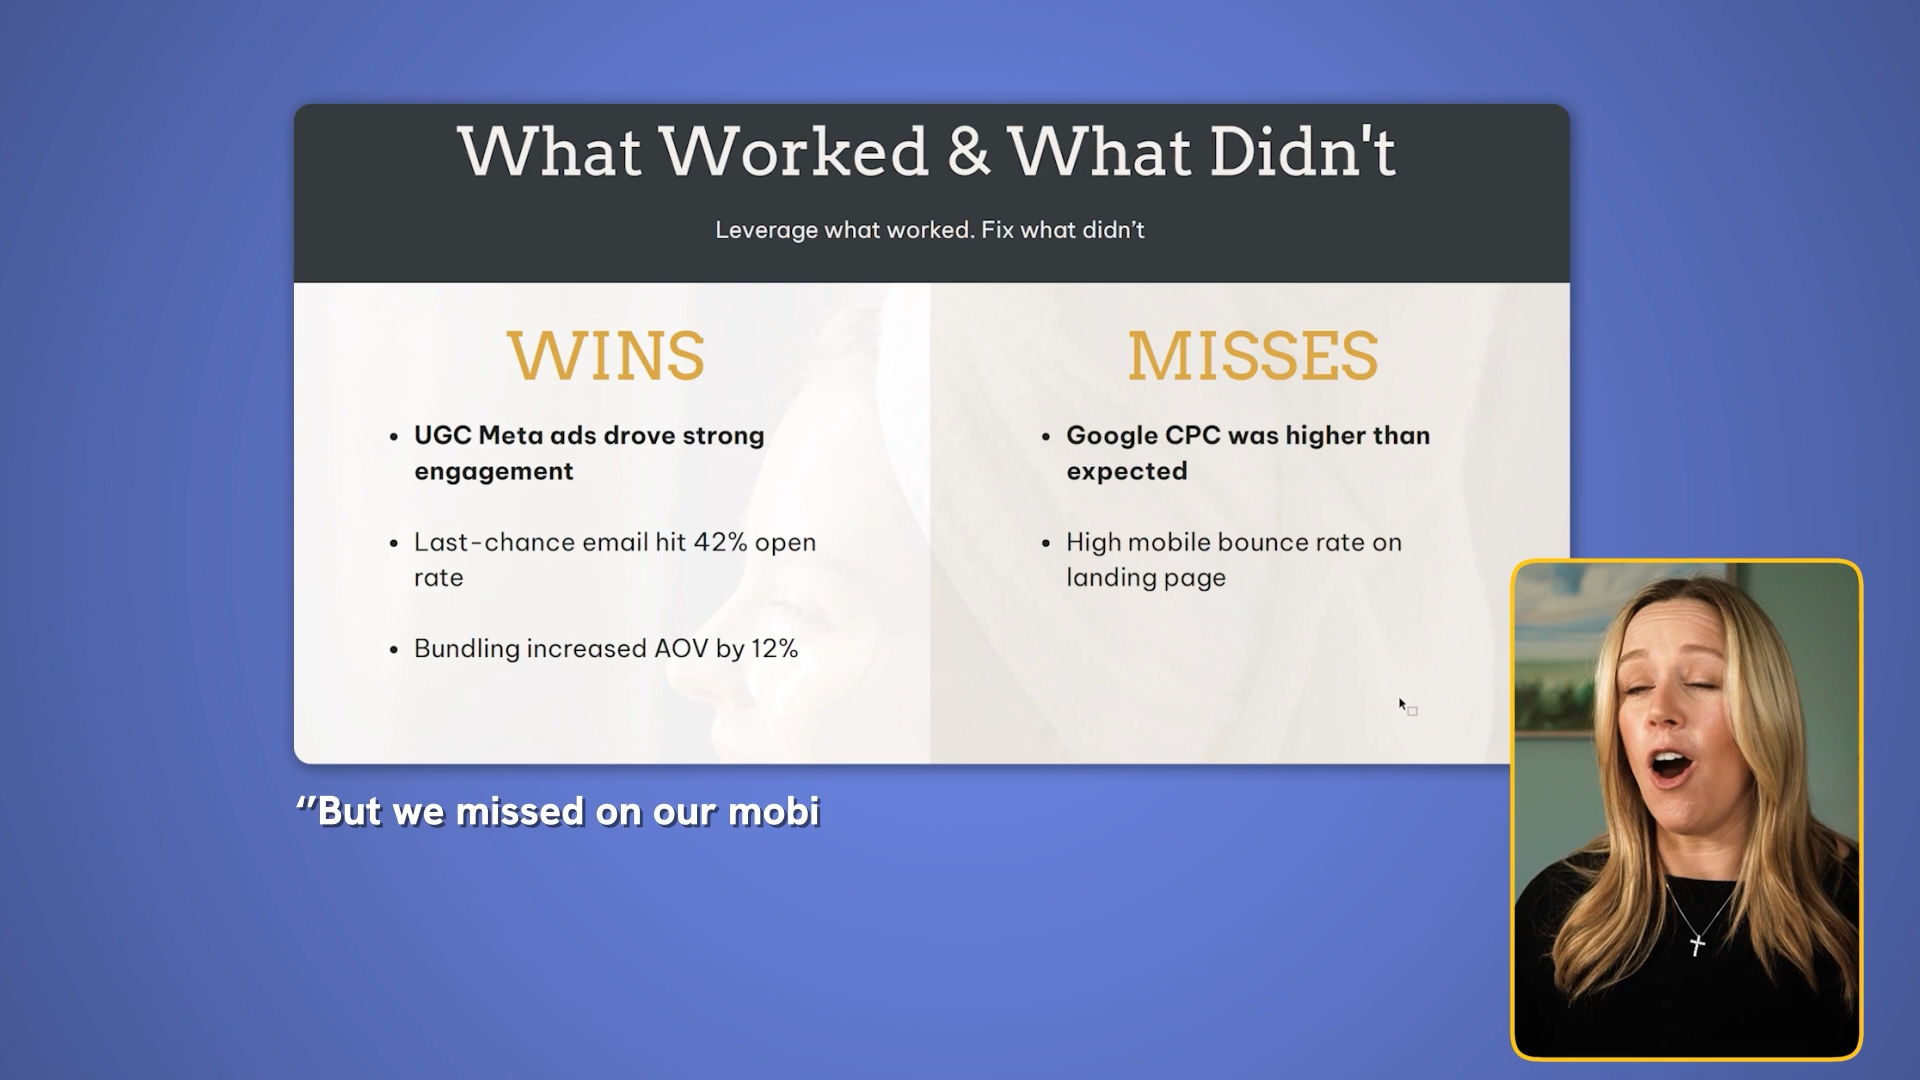 What Worked & What Didn't
Leverage what worked. Fix what didn’t
WINS
• UGC Meta ads drove strong
engagement
• Last-chance email hit 42% open
rate
• Bundling increased AOV by 12%
MISSES
• Google CPC was higher than
expected
• High mobile bounce rate on
landing page
“But we missed on our mobi